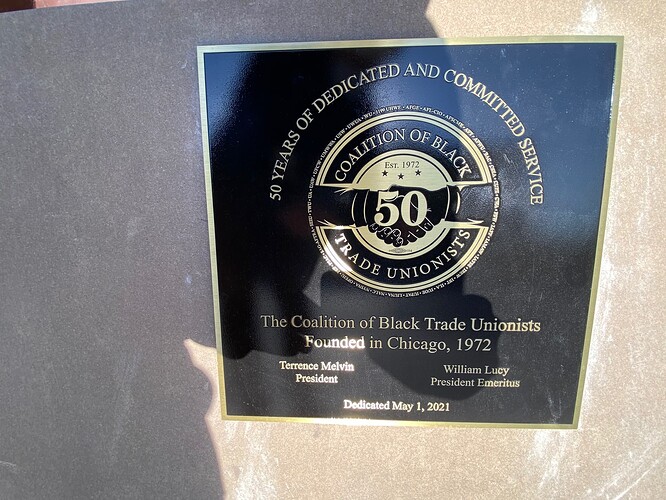 50 YEARS OF DEDICATED AND COMMITTED SERVICE
COALITION OF BLACK
EST. 1972
50
TRADE UNIONISTS
The Coalition of Black Trade Unionists
Founded in Chicago, 1972
Terrence Melvin William Lucy
President President Emeritus
Dedicated May 1, 2021